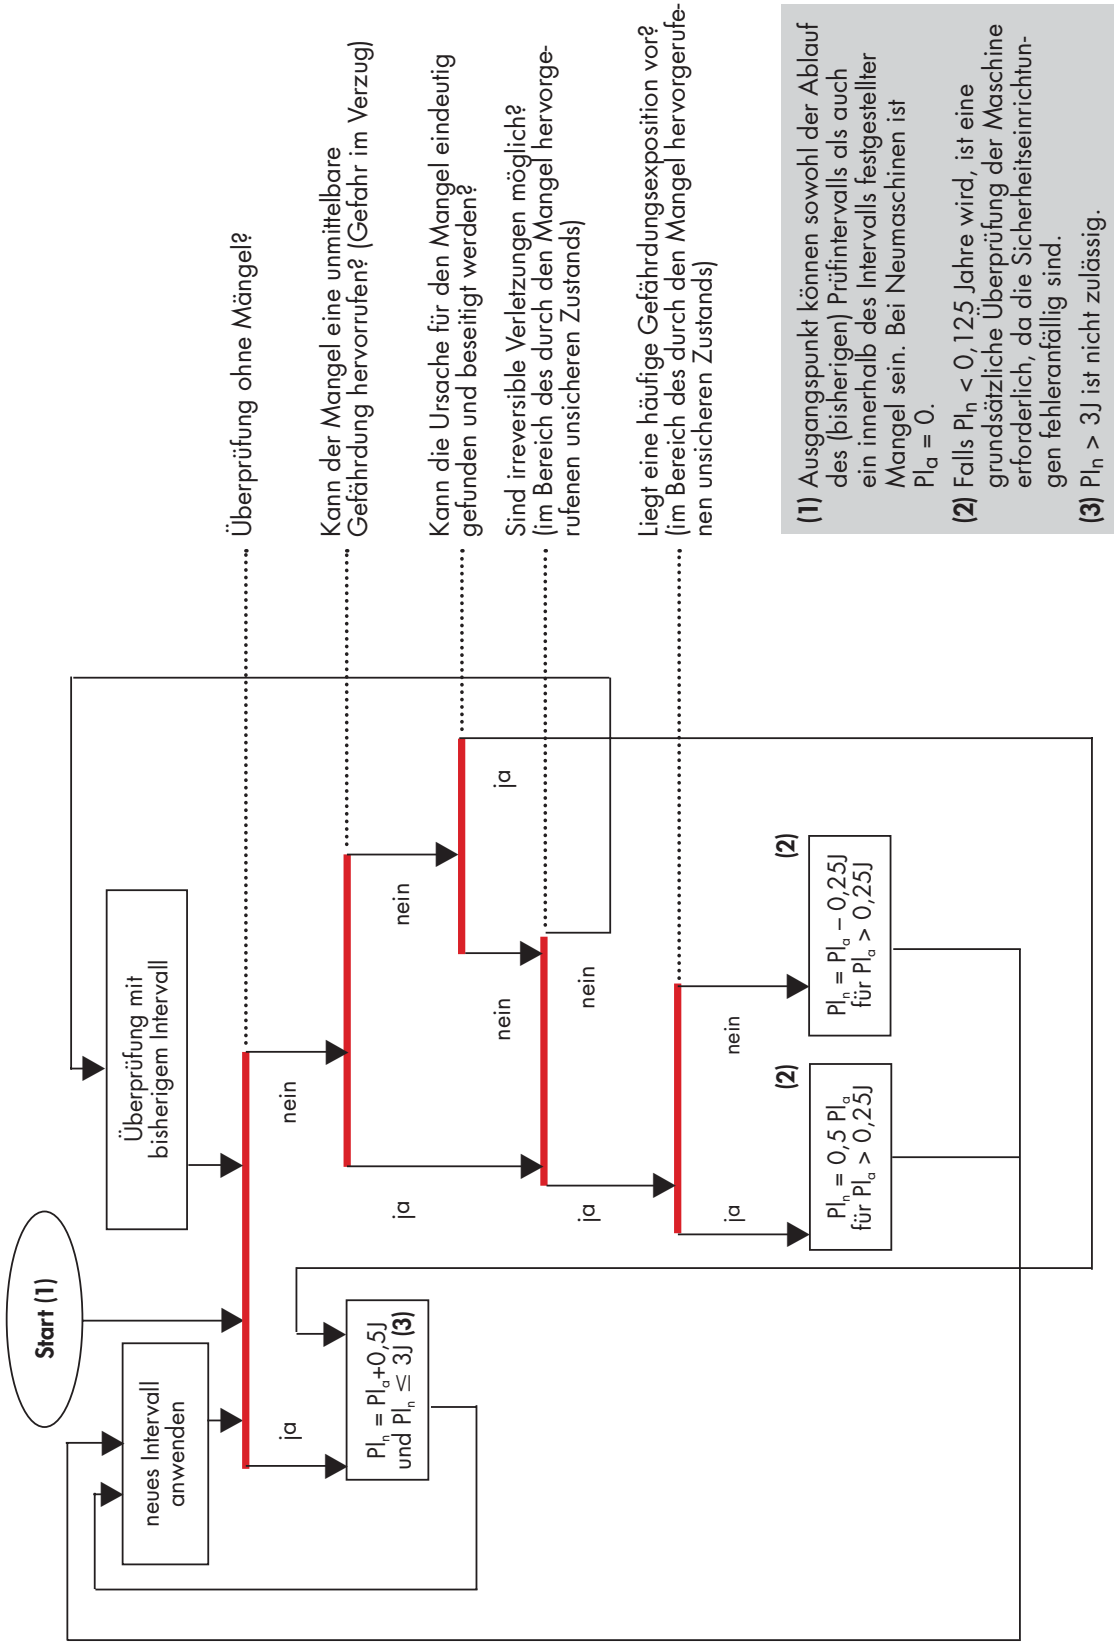 Start (1)
neues Intervall
anwenden
Überprüfung mit
bisherigem Intervall
Überprüfung ohne Mängel?
ja
nein
Kann der Mangel eine unmittelbare
Gefährdung hervorrufen? (Gefahr im Verzug)
PIₙ = PIₐ+0,5J
und PIₙ ≤ 3J (3)
ja
nein
Kann die Ursache für den Mangel eindeutig
gefunden und beseitigt werden?
nein
ja
Sind irreversible Verletzungen möglich?
(im Bereich des durch den Mangel hervorge-
rufenen unsicheren Zustands)
ja
nein
Liegt eine häufige Gefährdungsexposition vor?
(im Bereich des durch den Mangel hervorgerufe-
nen unsicheren Zustands)
ja
nein
(2)
PIₙ = 0,5 PIₐ
für PIₐ > 0,25J
(2)
PIₙ = PIₐ – 0,25J
für PIₐ > 0,25J
(1) Ausgangspunkt können sowohl der Ablauf
des (bisherigen) Prüfintervalls als auch
ein innerhalb des Intervalls festgestellter
Mangel sein. Bei Neumaschinen ist
PIₐ = 0.
(2) Falls PIₙ < 0,125 Jahre wird, ist eine
grundsätzliche Überprüfung der Maschine
erforderlich, da die Sicherheitseinrichtun-
gen fehleranfällig sind.
(3) PIₙ > 3J ist nicht zulässig.